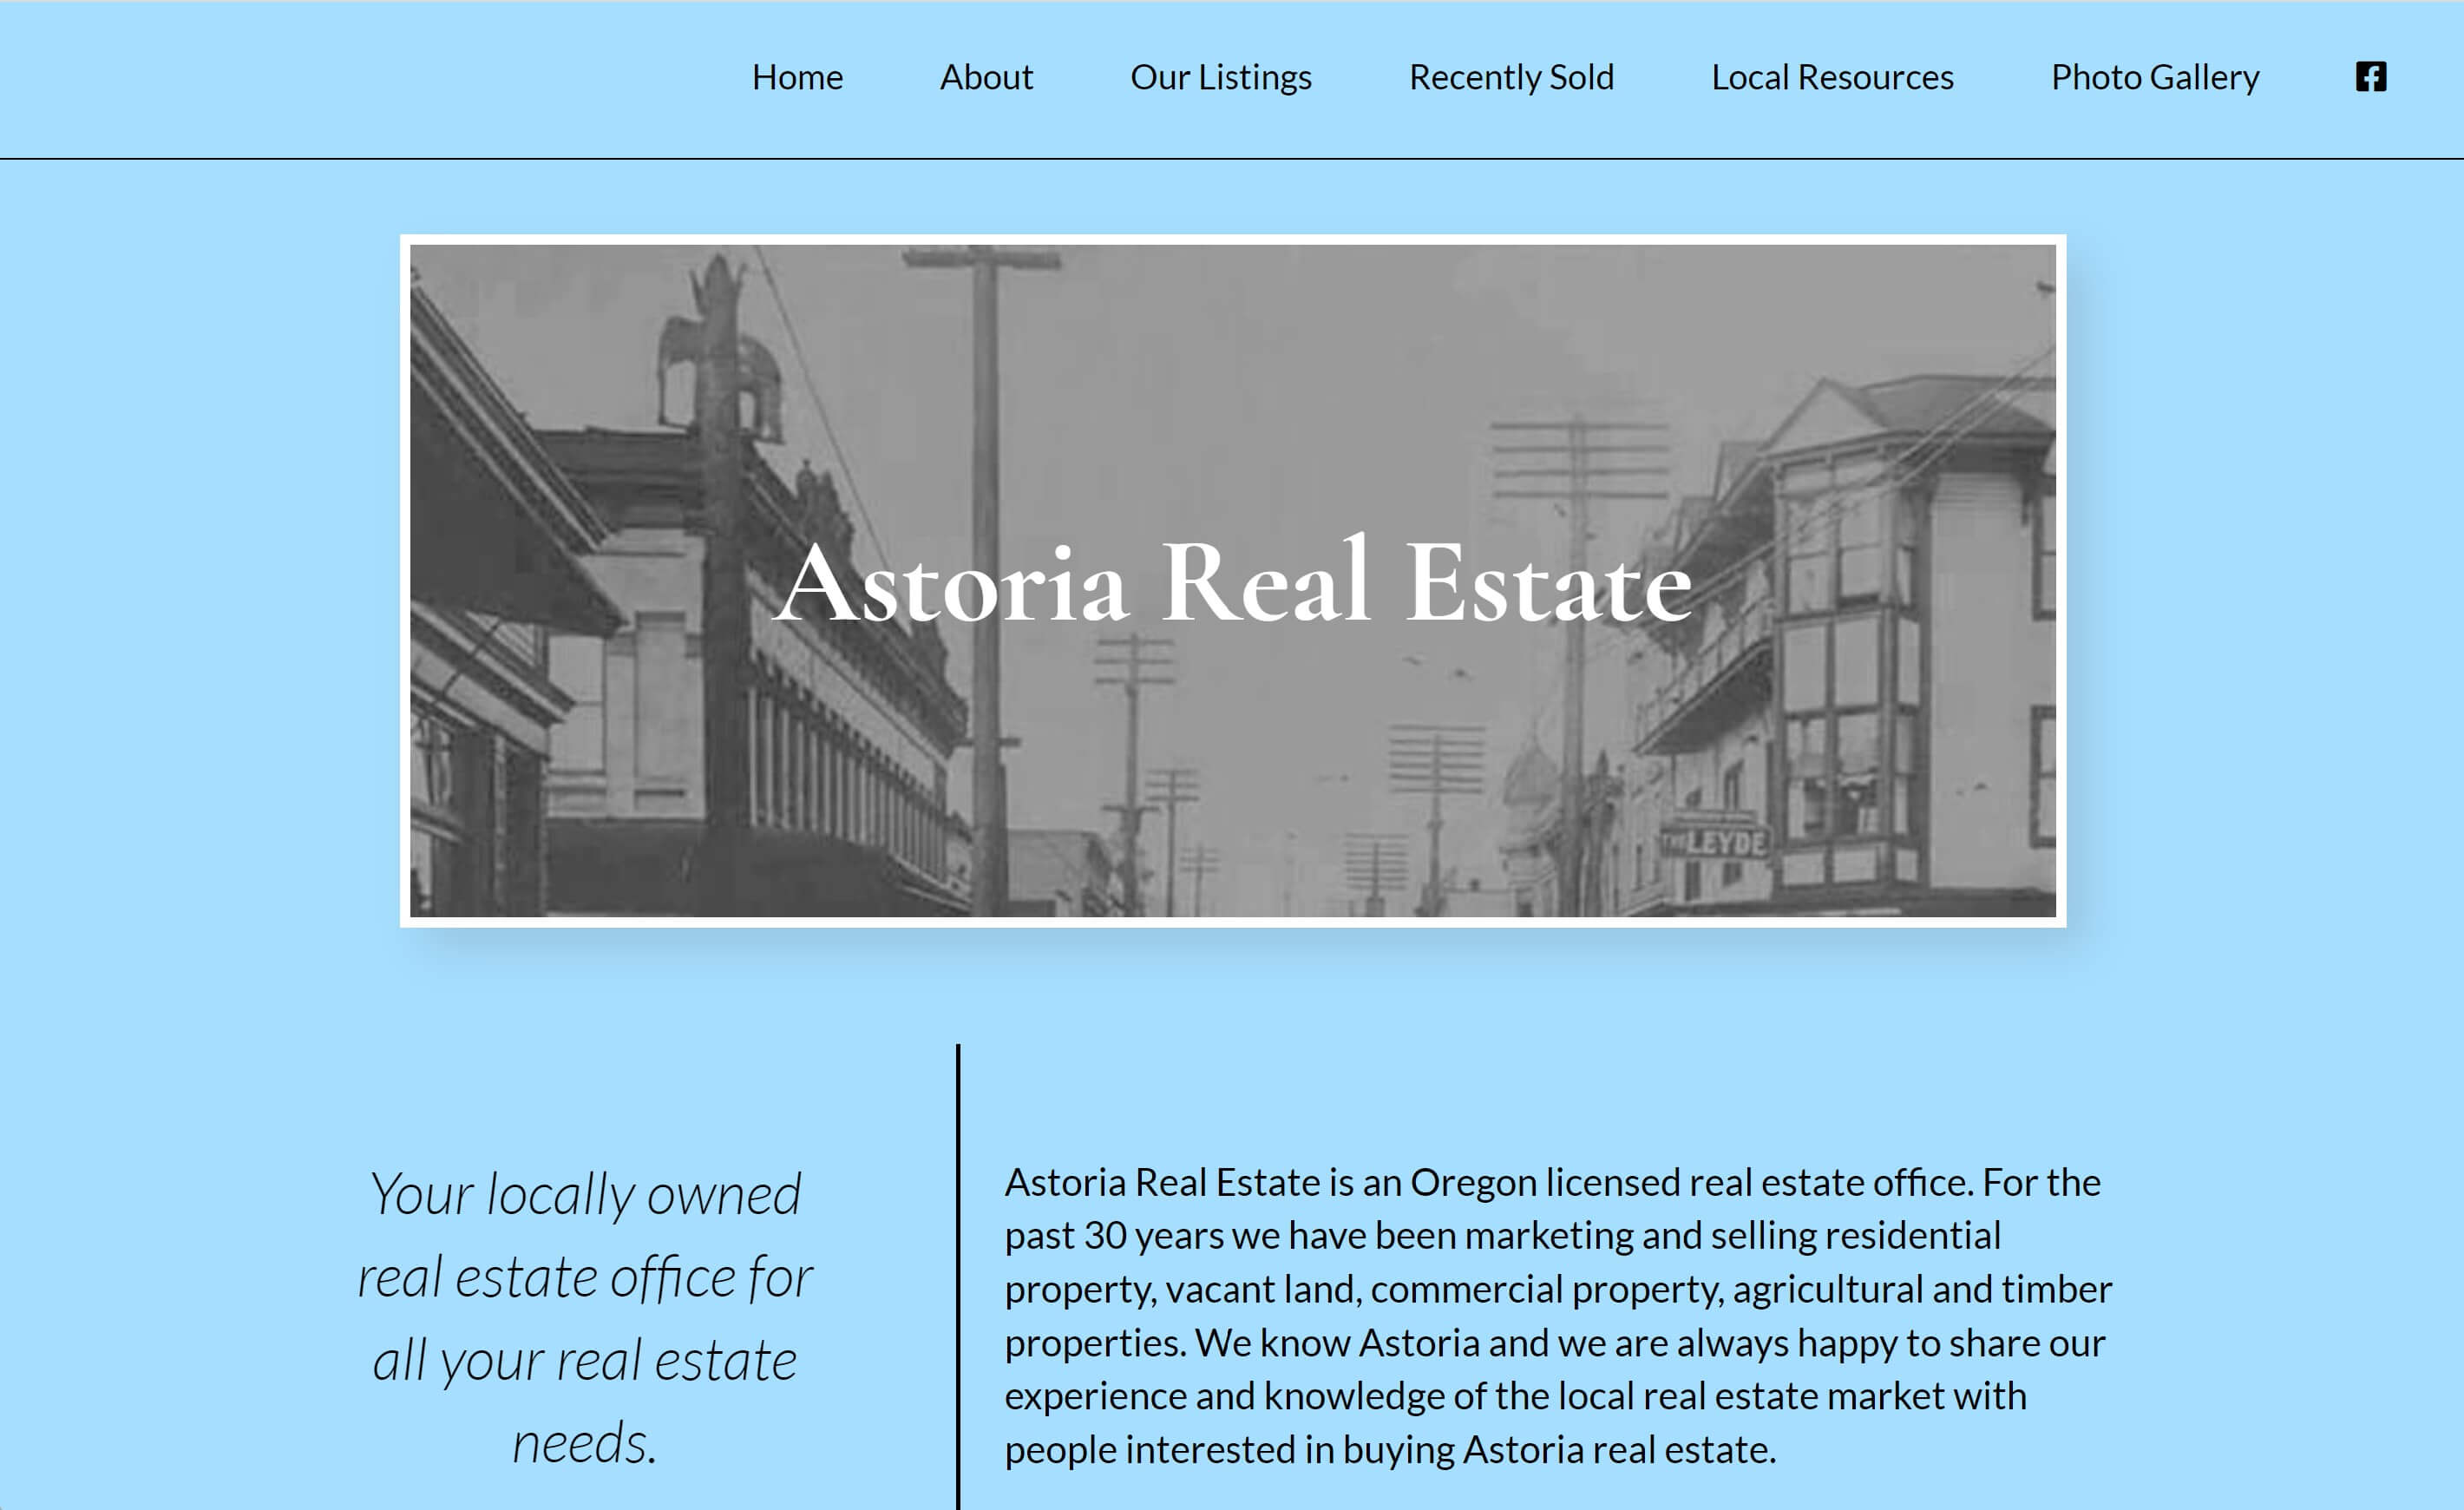 Home About Our Listings Recently Sold Local Resources Photo Gallery
Astoria Real Estate
THE LEYDE
Your locally owned
real estate office for
all your real estate
needs.
Astoria Real Estate is an Oregon licensed real estate office. For the
past 30 years we have been marketing and selling residential
property, vacant land, commercial property, agricultural and timber
properties. We know Astoria and we are always happy to share our
experience and knowledge of the local real estate market with
people interested in buying Astoria real estate.